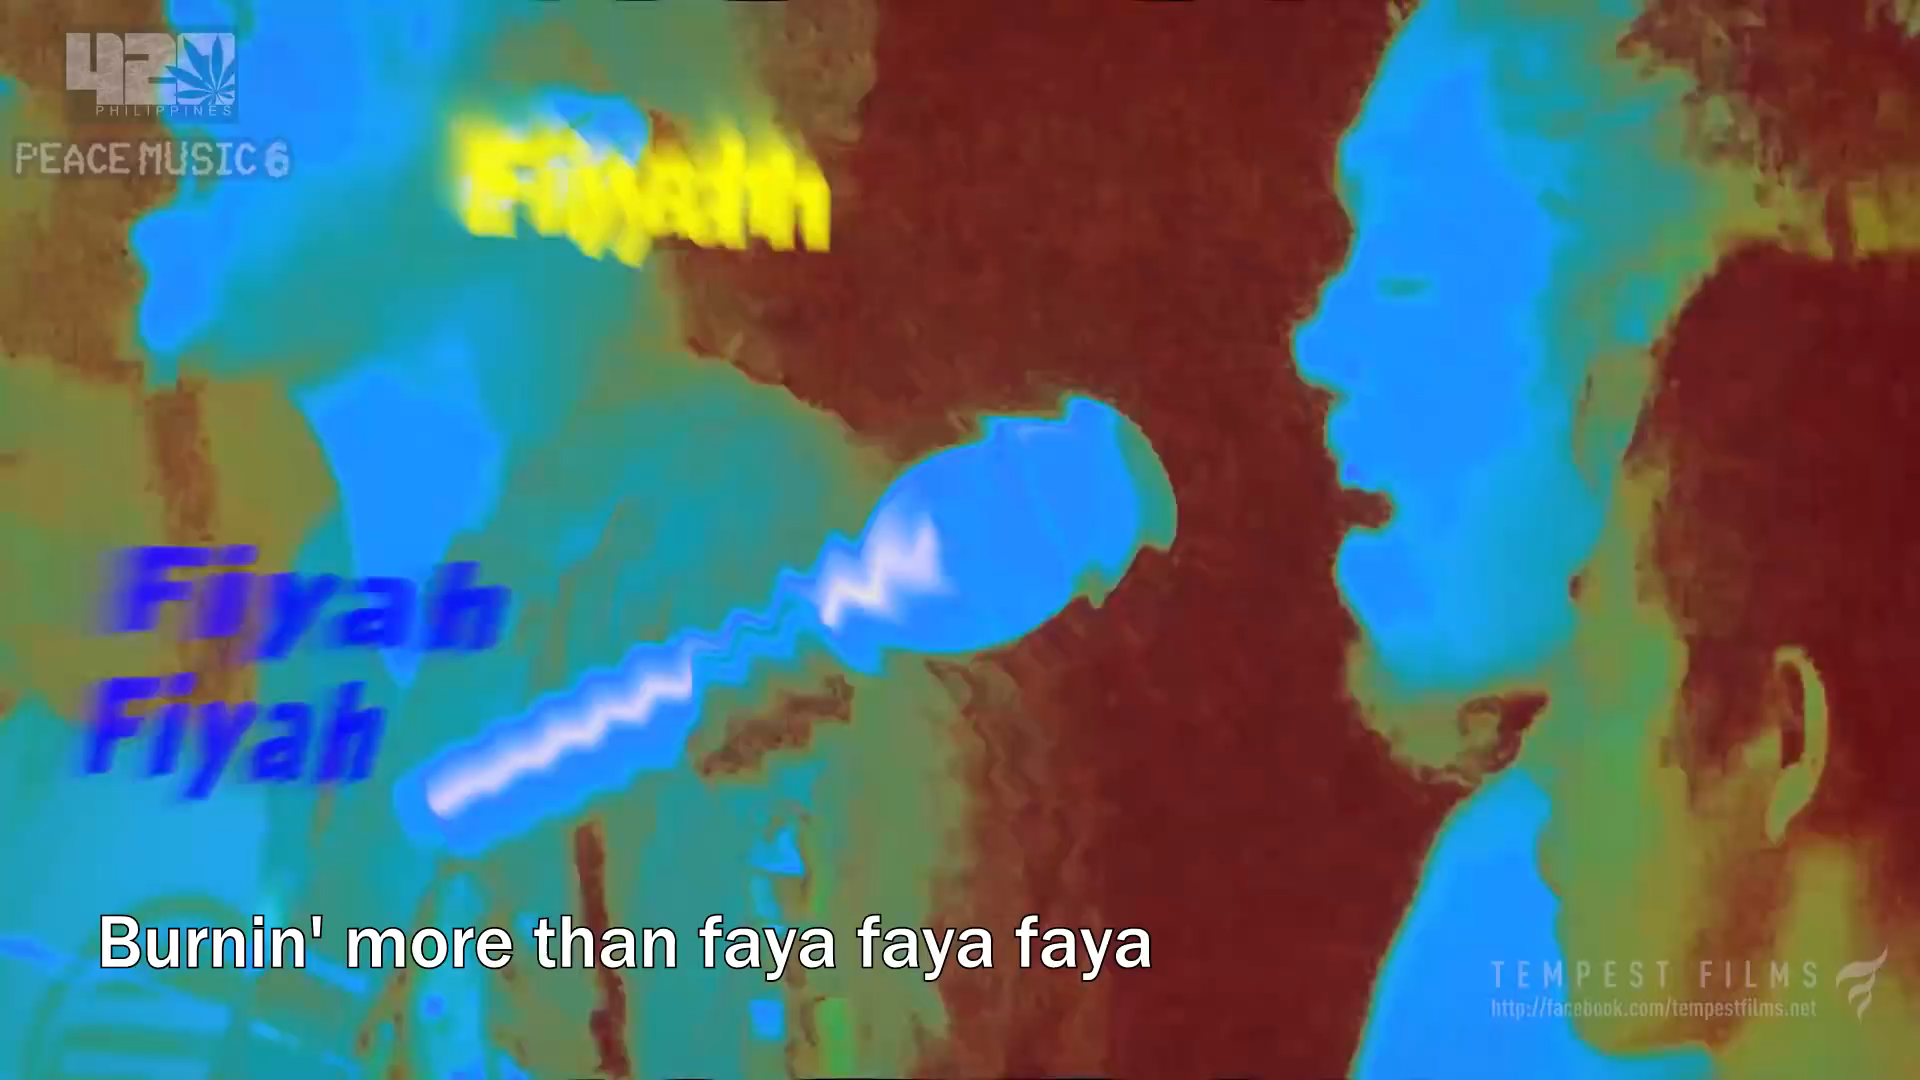 420
PHILIPPINES
PEACE MUSIC 6
Fiyah
Fiyah
Fiyah
Burnin' more than faya faya faya
TEMPEST FILMS
http://facebook.com/tempestfilms.net